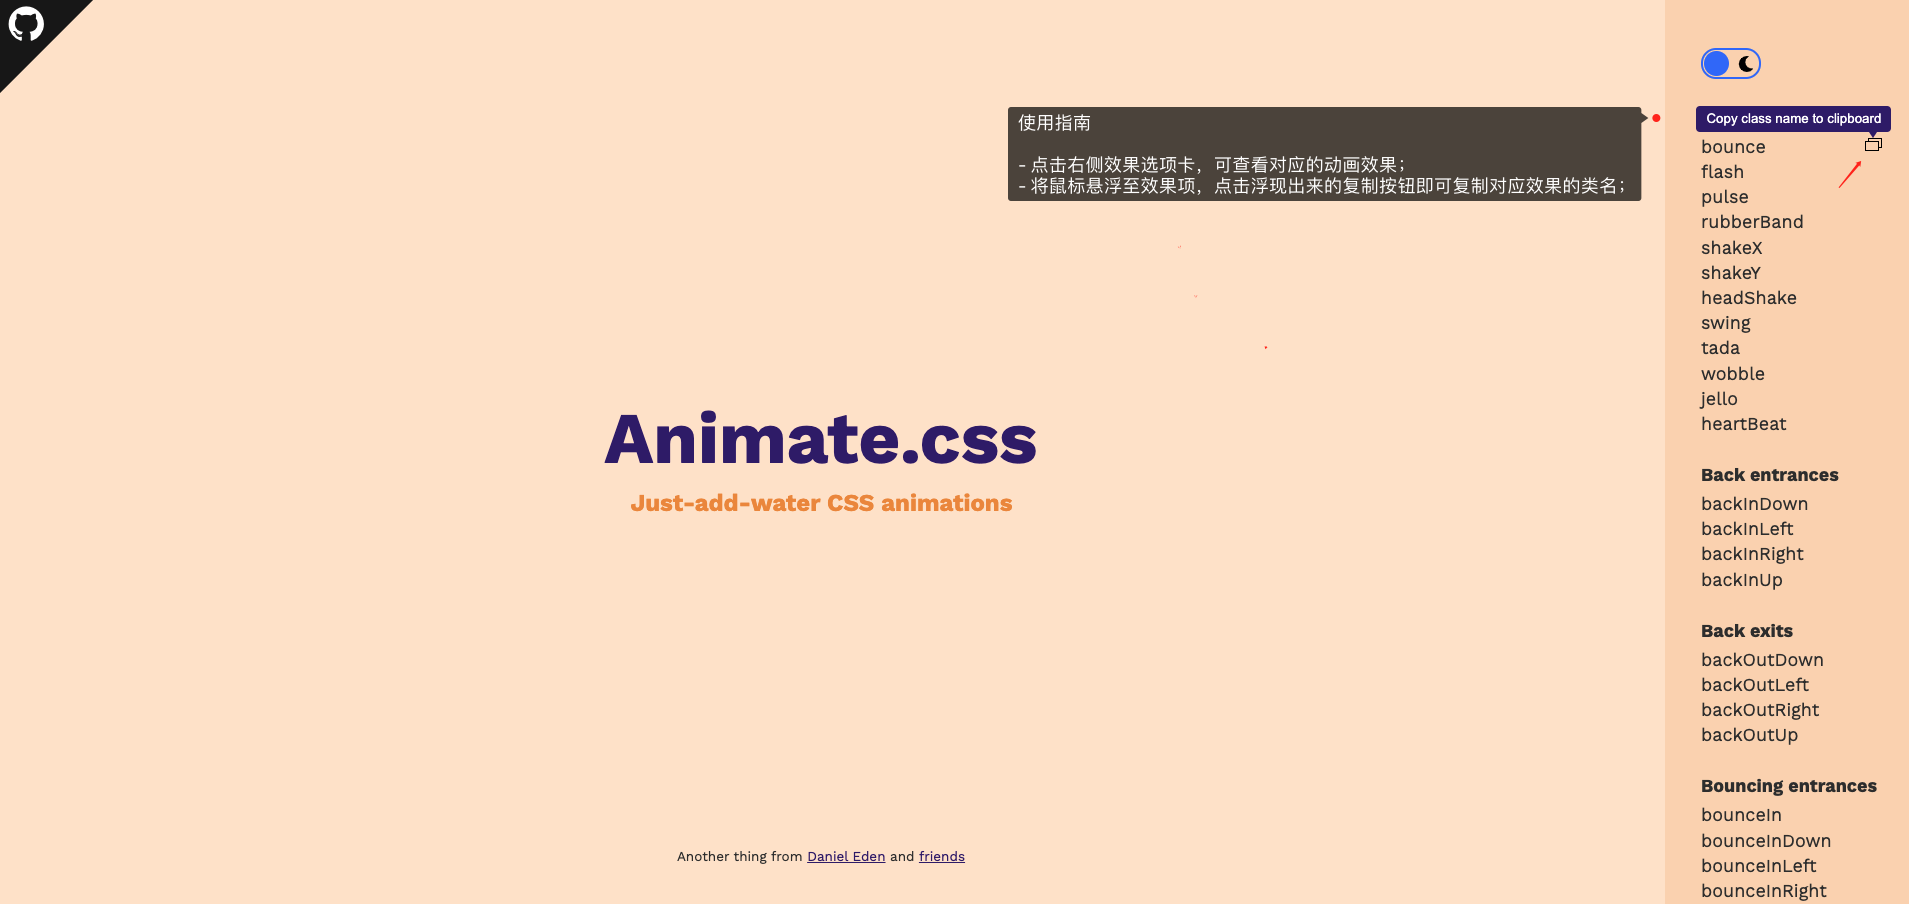 使用指南
- 点击右侧效果选项卡，可查看对应的动画效果；
- 将鼠标悬浮至效果项，点击浮现出来的复制按钮即可复制对应效果的类名；
Animate.css
Just-add-water CSS animations
Another thing from Daniel Eden and friends
Copy class name to clipboard
bounce
flash
pulse
rubberBand
shakeX
shakeY
headShake
swing
tada
wobble
jello
heartBeat
Back entrances
backInDown
backInLeft
backInRight
backInUp
Back exits
backOutDown
backOutLeft
backOutRight
backOutUp
Bouncing entrances
bounceIn
bounceInDown
bounceInLeft
bounceInRight